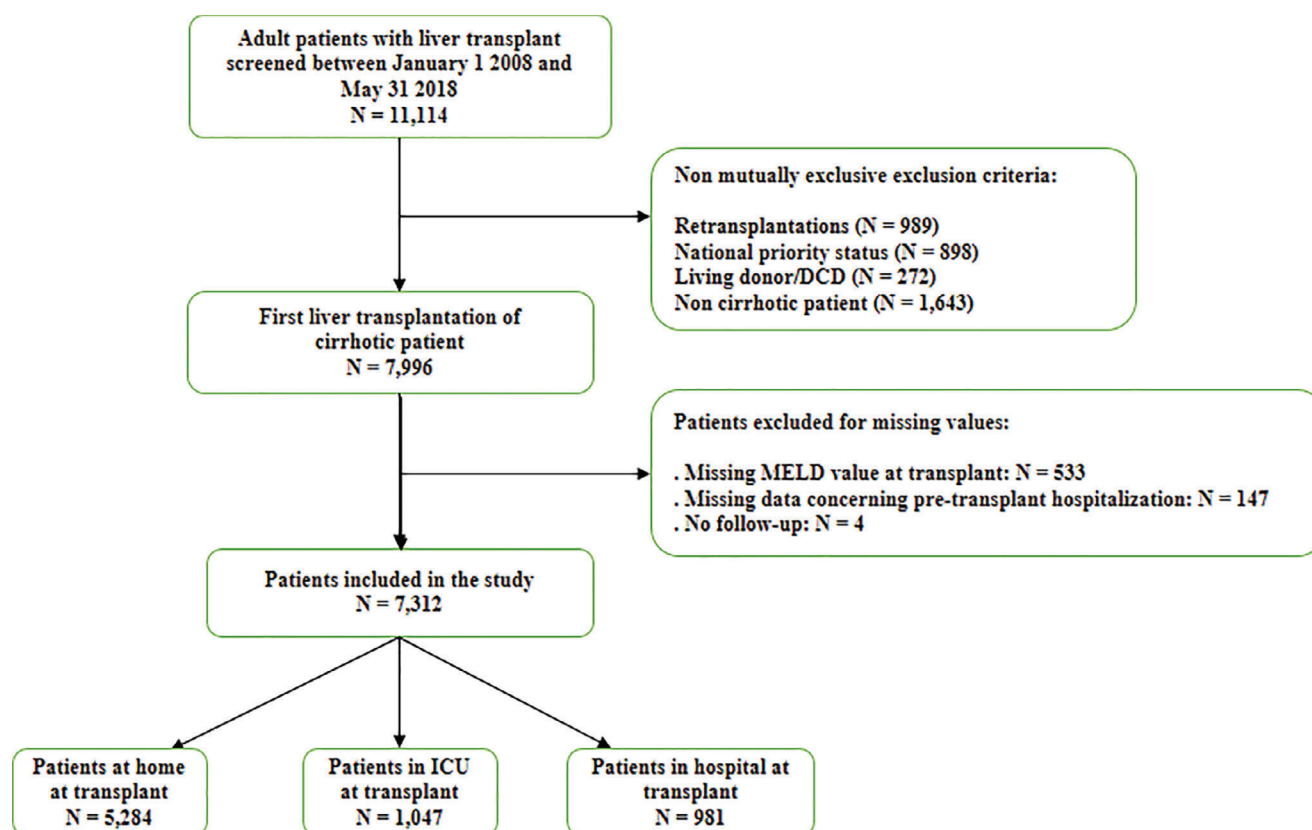 Adult patients with liver transplant
screened between January 1 2008 and
May 31 2018
N = 11,114
Non mutually exclusive exclusion criteria:
Retransplantations (N = 989)
National priority status (N = 898)
Living donor/DCD (N = 272)
Non cirrhotic patient (N = 1,643)
First liver transplantation of
cirrhotic patient
N = 7,996
Patients excluded for missing values:
. Missing MELD value at transplant: N = 533
. Missing data concerning pre-transplant hospitalization: N = 147
. No follow-up: N = 4
Patients included in the study
N = 7,312
Patients at home
at transplant
N = 5,284
Patients in ICU
at transplant
N = 1,047
Patients in hospital at
transplant
N = 981